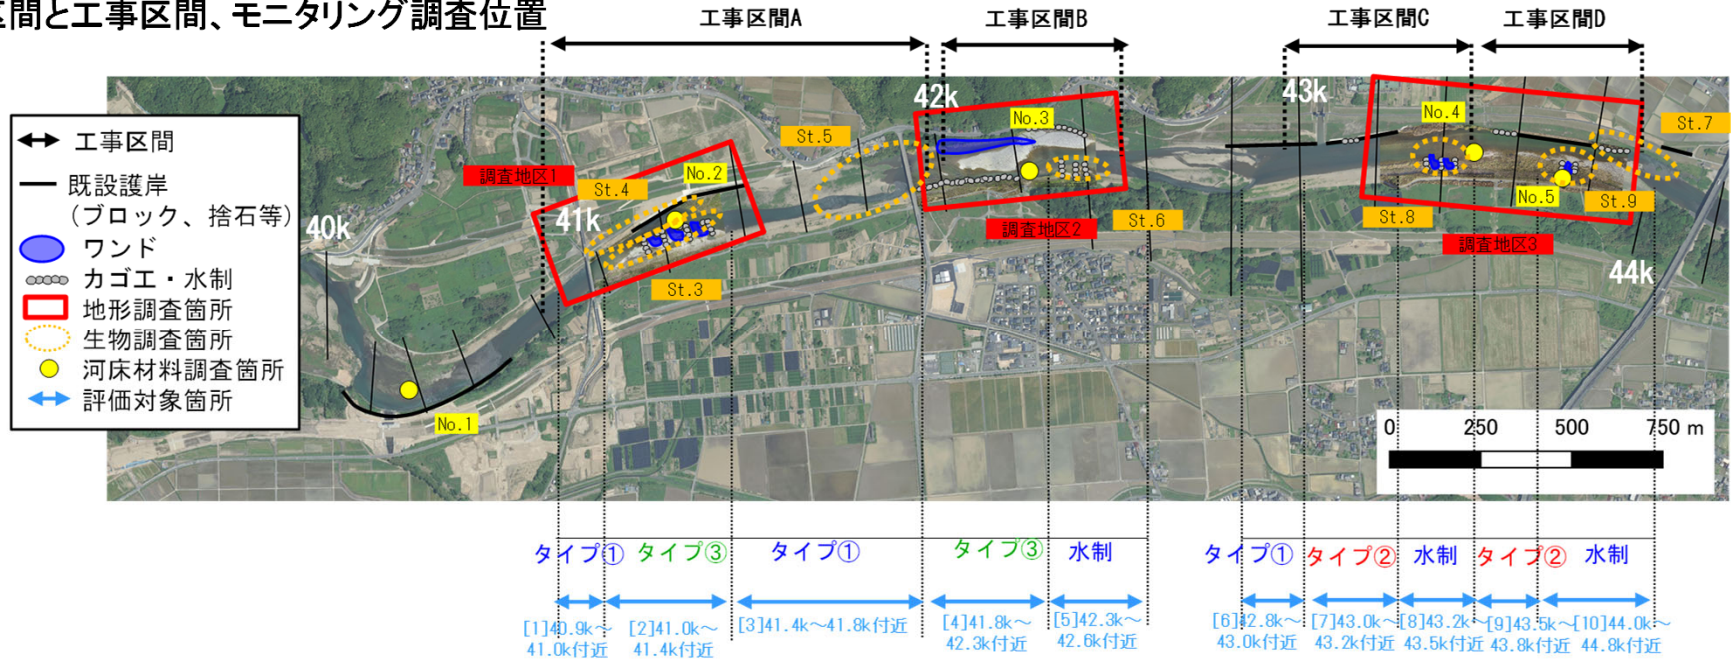 区間と工事区間、モニタリング調査位置
工事区間A
工事区間B
工事区間C
工事区間D
工事区間
既設護岸
（ブロック、捨石等）
ワンド
カゴエ・水制
地形調査箇所
生物調査箇所
河床材料調査箇所
評価対象箇所
40k
41k
42k
43k
44k
調査地区1
調査地区2
調査地区3
No.1
No.2
No.3
No.4
No.5
St.3
St.4
St.5
St.6
St.7
St.8
St.9
0 250 500 750 m
タイプ① タイプ③ タイプ① タイプ③ 水制 タイプ① タイプ② 水制 タイプ② 水制
[1]40.9k～
41.0k付近
[2]41.0k～
41.4k付近
[3]41.4k～41.8k付近
[4]41.8k～
42.3k付近
[5]42.3k～
42.6k付近
[6]42.8k～
43.0k付近
[7]43.0k～
43.2k付近
[8]43.2k～
43.5k付近
[9]43.5k～
43.8k付近
[10]44.0k～
44.8k付近